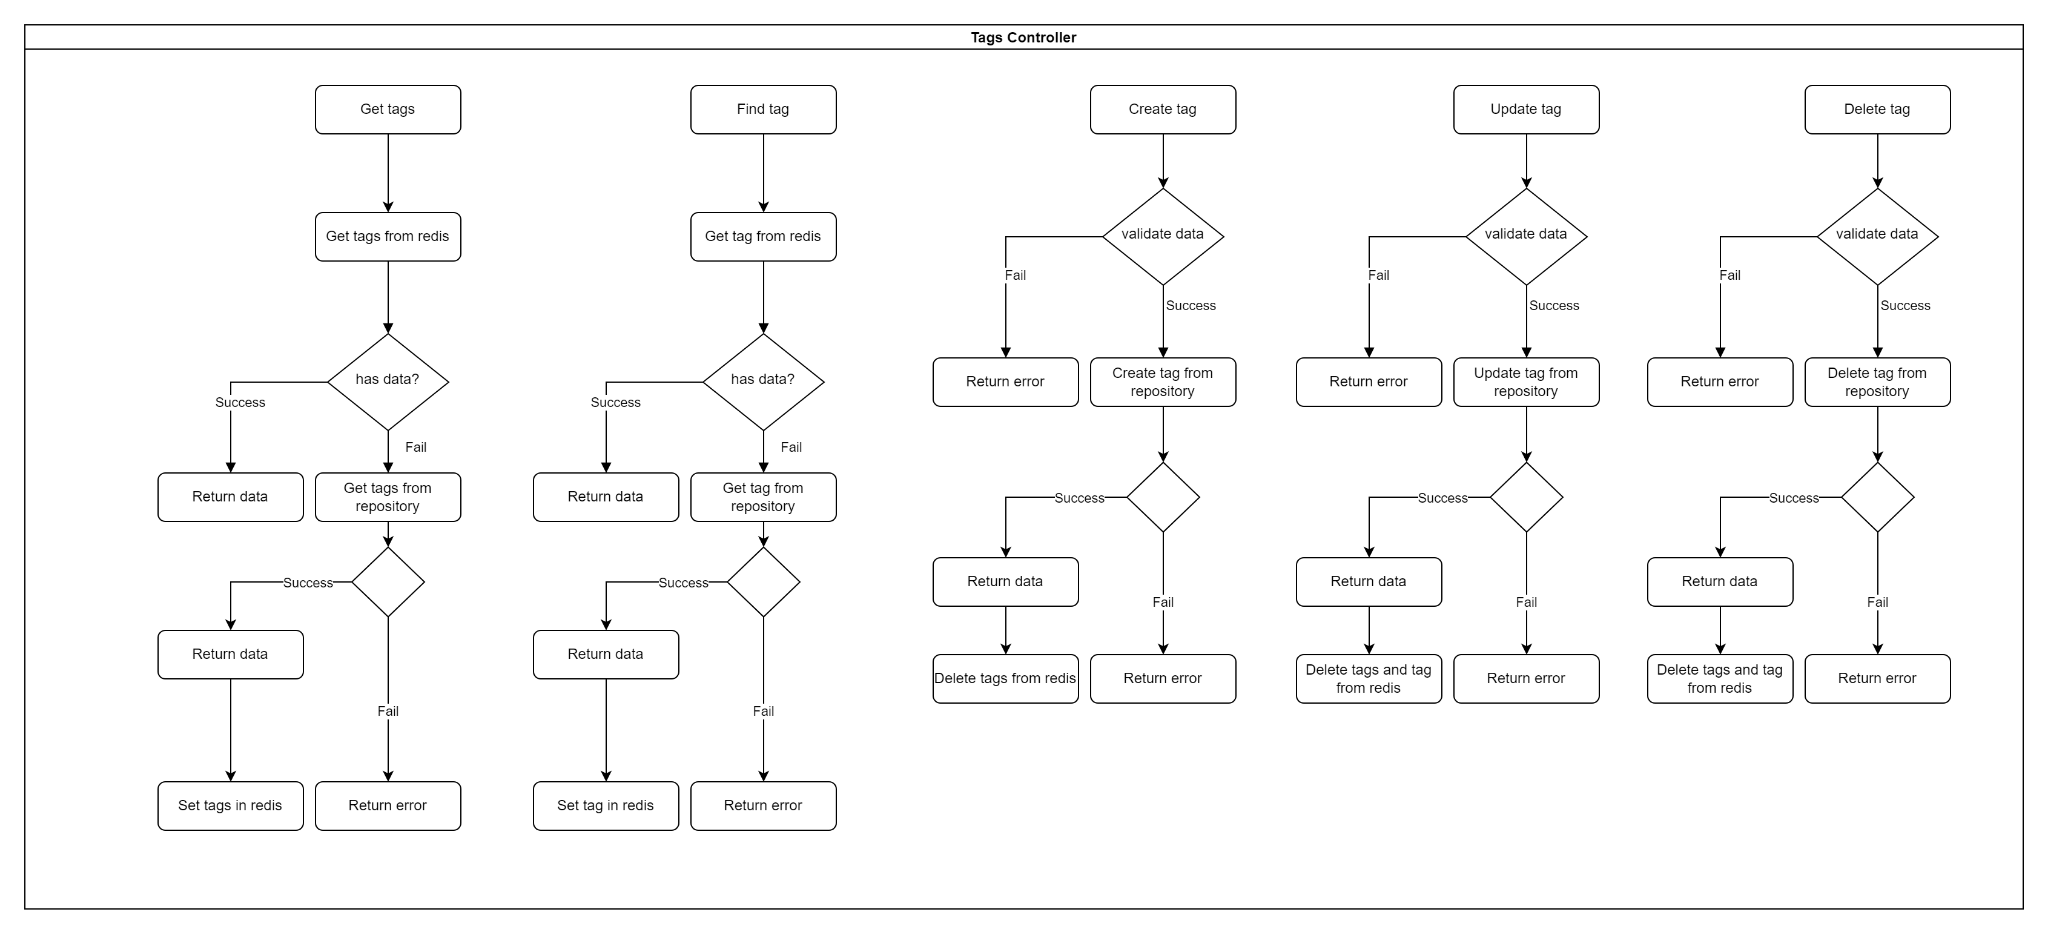 Tags Controller
Get tags
Get tags from redis
has data?
Success
Fail
Return data
Get tags from
repository
Success
Return data
Fail
Set tags in redis
Return error
Find tag
Get tag from redis
has data?
Success
Fail
Return data
Get tag from
repository
Success
Return data
Fail
Set tag in redis
Return error
Create tag
validate data
Fail
Success
Return error
Create tag from
repository
Success
Return data
Fail
Delete tags from redis
Return error
Update tag
validate data
Fail
Success
Return error
Update tag from
repository
Success
Return data
Fail
Delete tags and tag
from redis
Return error
Delete tag
validate data
Fail
Success
Return error
Delete tag from
repository
Success
Return data
Fail
Delete tags and tag
from redis
Return error